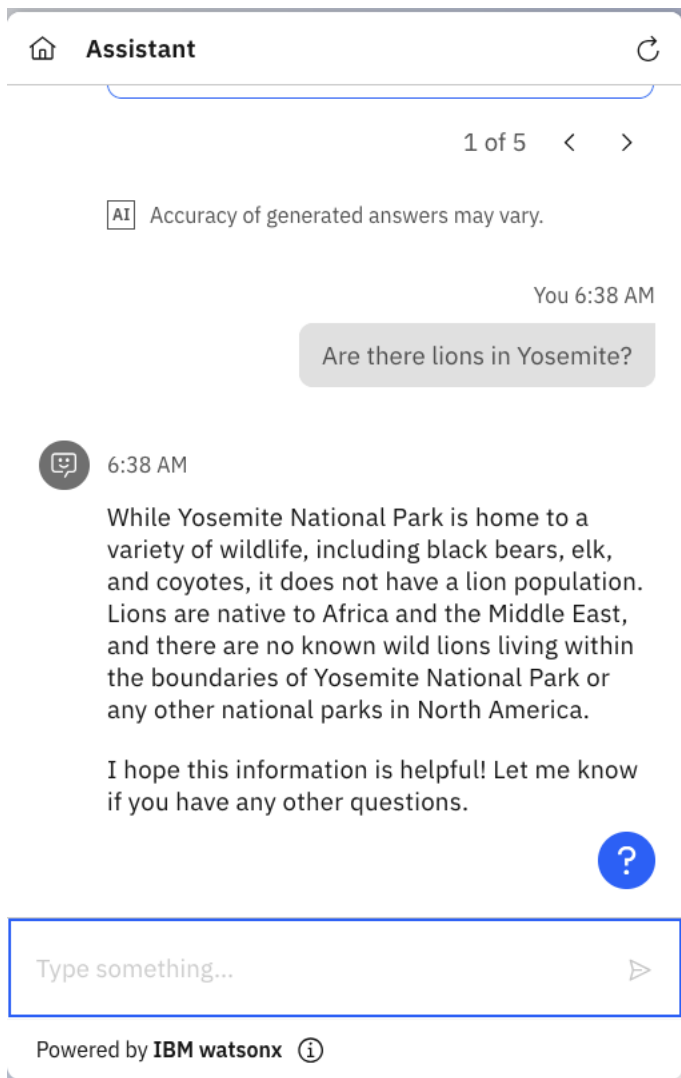 Assistant
1 of 5
AI Accuracy of generated answers may vary.
You 6:38 AM
Are there lions in Yosemite?
6:38 AM
While Yosemite National Park is home to a
variety of wildlife, including black bears, elk,
and coyotes, it does not have a lion population.
Lions are native to Africa and the Middle East,
and there are no known wild lions living within
the boundaries of Yosemite National Park or
any other national parks in North America.
I hope this information is helpful! Let me know
if you have any other questions.
?
Type something...
Powered by IBM watsonx